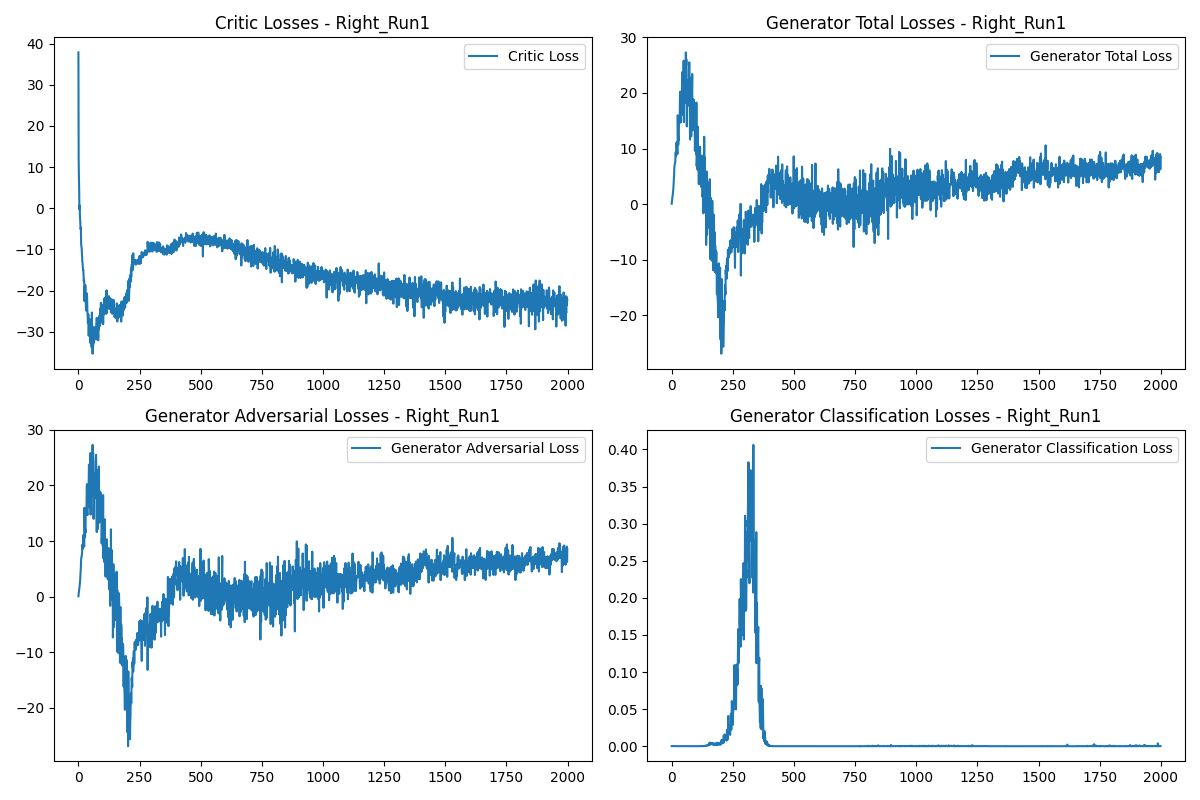 Critic Losses - Right_Run1
Critic Loss
40
30
20
10
0
−10
−20
−30
0 250 500 750 1000 1250 1500 1750 2000
Generator Total Losses - Right_Run1
Generator Total Loss
30
20
10
0
−10
−20
0 250 500 750 1000 1250 1500 1750 2000
Generator Adversarial Losses - Right_Run1
Generator Adversarial Loss
30
20
10
0
−10
−20
0 250 500 750 1000 1250 1500 1750 2000
Generator Classification Losses - Right_Run1
Generator Classification Loss
0.40
0.35
0.30
0.25
0.20
0.15
0.10
0.05
0.00
0 250 500 750 1000 1250 1500 1750 2000